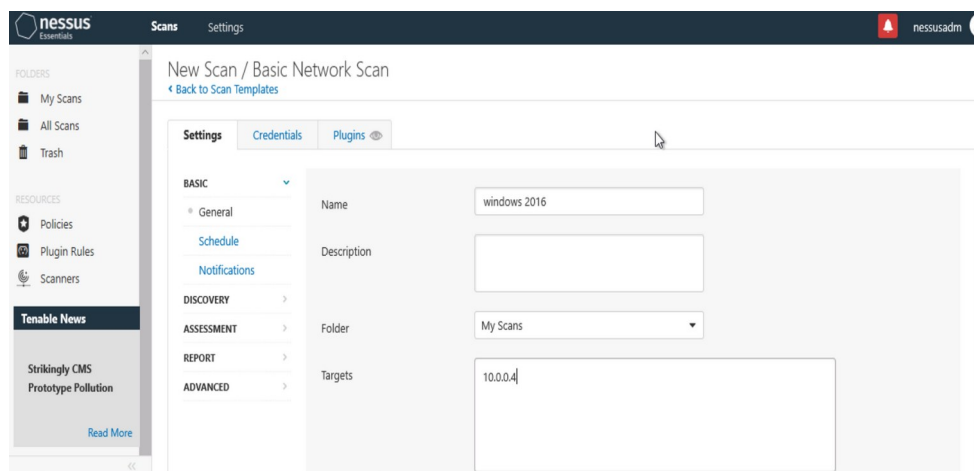 nessus
Essentials
Scans
Settings
nessusadm
FOLDERS
My Scans
All Scans
Trash
RESOURCES
Policies
Plugin Rules
Scanners
Tenable News
Strikingly CMS
Prototype Pollution
Read More
New Scan / Basic Network Scan
Back to Scan Templates
Settings
Credentials
Plugins
BASIC
General
Schedule
Notifications
DISCOVERY
ASSESSMENT
REPORT
ADVANCED
Name
windows 2016
Description
Folder
My Scans
Targets
10.0.0.4